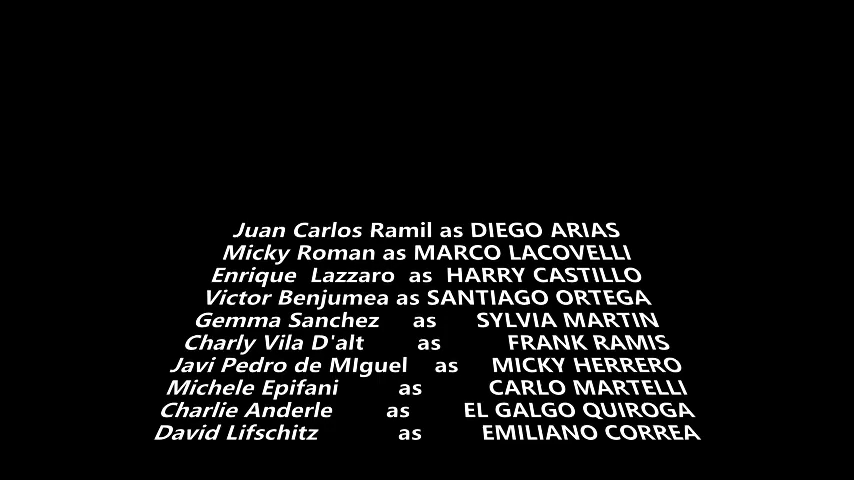 Juan Carlos Ramil as DIEGO ARIAS
Micky Roman as MARCO LACOVELLI
Enrique Lazzaro as HARRY CASTILLO
Victor Benjumea as SANTIAGO ORTEGA
Gemma Sanchez as SYLVIA MARTIN
Charly Vila D'alt as FRANK RAMIS
Javi Pedro de MIguel as MICKY HERRERO
Michele Epifani as CARLO MARTELLI
Charlie Anderle as EL GALGO QUIROGA
David Lifschitz as EMILIANO CORREA